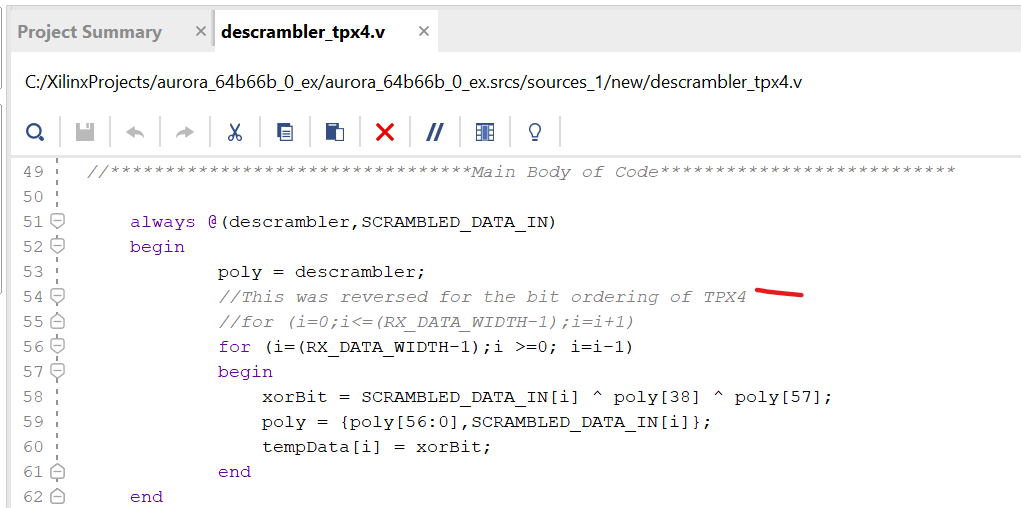 Project Summary × descrambler_tpx4.v ×
C:/XilinxProjects/aurora_64b66b_0_ex/aurora_64b66b_0_ex.srcs/sources_1/new/descrambler_tpx4.v
49 //*********************************Main Body of Code***************************
50
51 always @(descrambler,SCRAMBLED_DATA_IN)
52 begin
53 poly = descrambler;
54 //This was reversed for the bit ordering of TPX4
55 //for (i=0;i<=(RX_DATA_WIDTH-1);i=i+1)
56 for (i=(RX_DATA_WIDTH-1);i >=0; i=i-1)
57 begin
58 xorBit = SCRAMBLED_DATA_IN[i] ^ poly[38] ^ poly[57];
59 poly = {poly[56:0],SCRAMBLED_DATA_IN[i]};
60 tempData[i] = xorBit;
61 end
62 end